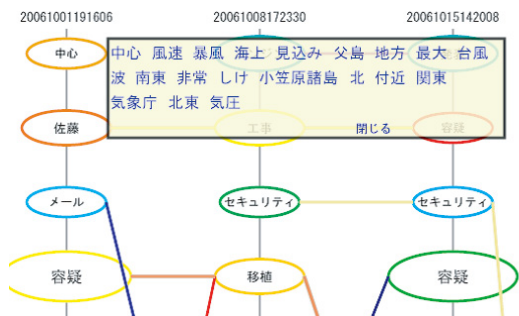 20061001191606 20061008172330 20061015142008
中心
中心 風速 暴風 海上 見込み 父島 地方 最大 台風
波 南東 非常 しけ 小笠原諸島 北 付近 関東
気象庁 北東 気圧
閉じる
佐藤 工事 容疑
メール セキュリティ セキュリティ
容疑 移植 容疑